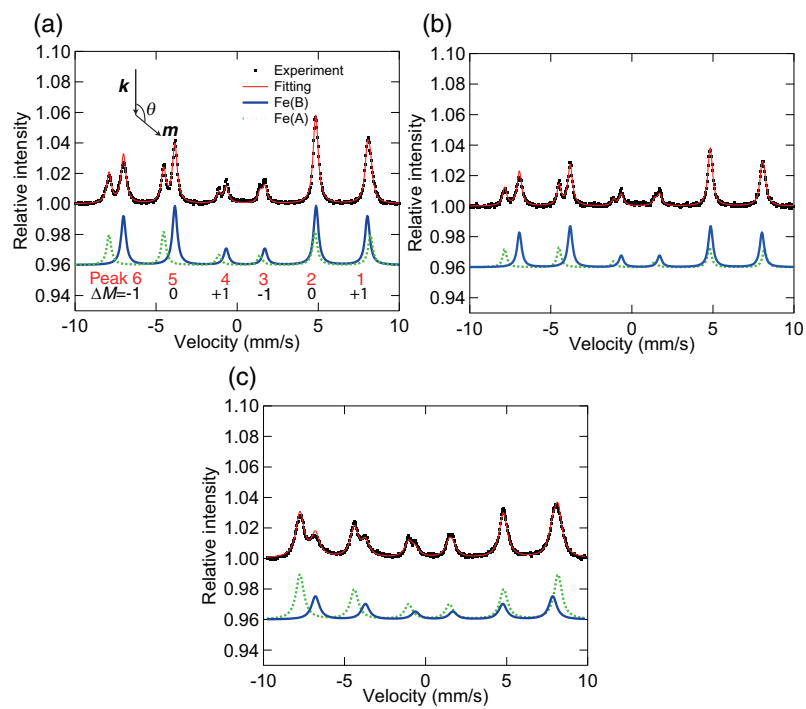 (a)
1.10
1.08
1.06
1.04
1.02
1.00
0.98
0.96
0.94
Relative intensity
k
θ
m
Experiment
Fitting
Fe(B)
Fe(A)
Peak 6 5 4 3 2 1
ΔM=-1 0 +1 -1 0 +1
-10 -5 0 5 10
Velocity (mm/s)
(b)
1.10
1.08
1.06
1.04
1.02
1.00
0.98
0.96
0.94
Relative intensity
-10 -5 0 5 10
Velocity (mm/s)
(c)
1.10
1.08
1.06
1.04
1.02
1.00
0.98
0.96
0.94
Relative intensity
-10 -5 0 5 10
Velocity (mm/s)